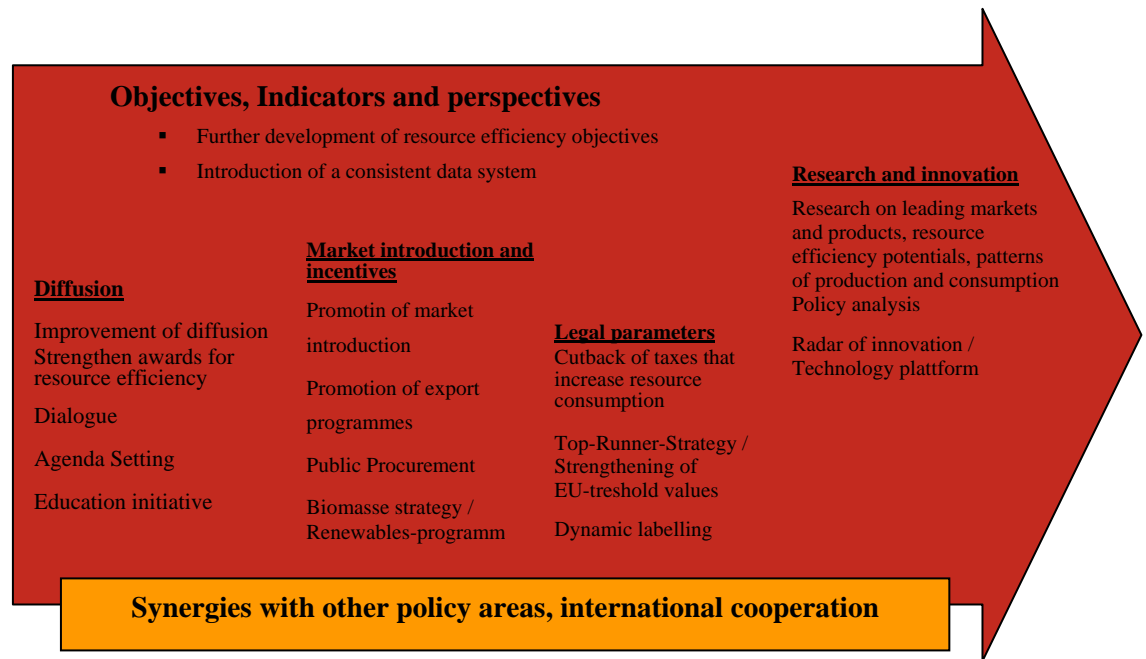 Objectives, Indicators and perspectives
▪ Further development of resource efficiency objectives
▪ Introduction of a consistent data system
Diffusion
Improvement of diffusion
Strengthen awards for
resource efficiency
Dialogue
Agenda Setting
Education initiative
Market introduction and
incentives
Promotin of market
introduction
Promotion of export
programmes
Public Procurement
Biomasse strategy /
Renewables-programm
Legal parameters
Cutback of taxes that
increase resource
consumption
Top-Runner-Strategy /
Strengthening of
EU-treshold values
Dynamic labelling
Research and innovation
Research on leading markets
and products, resource
efficiency potentials, patterns
of production and consumption
Policy analysis
Radar of innovation /
Technology plattform
Synergies with other policy areas, international cooperation